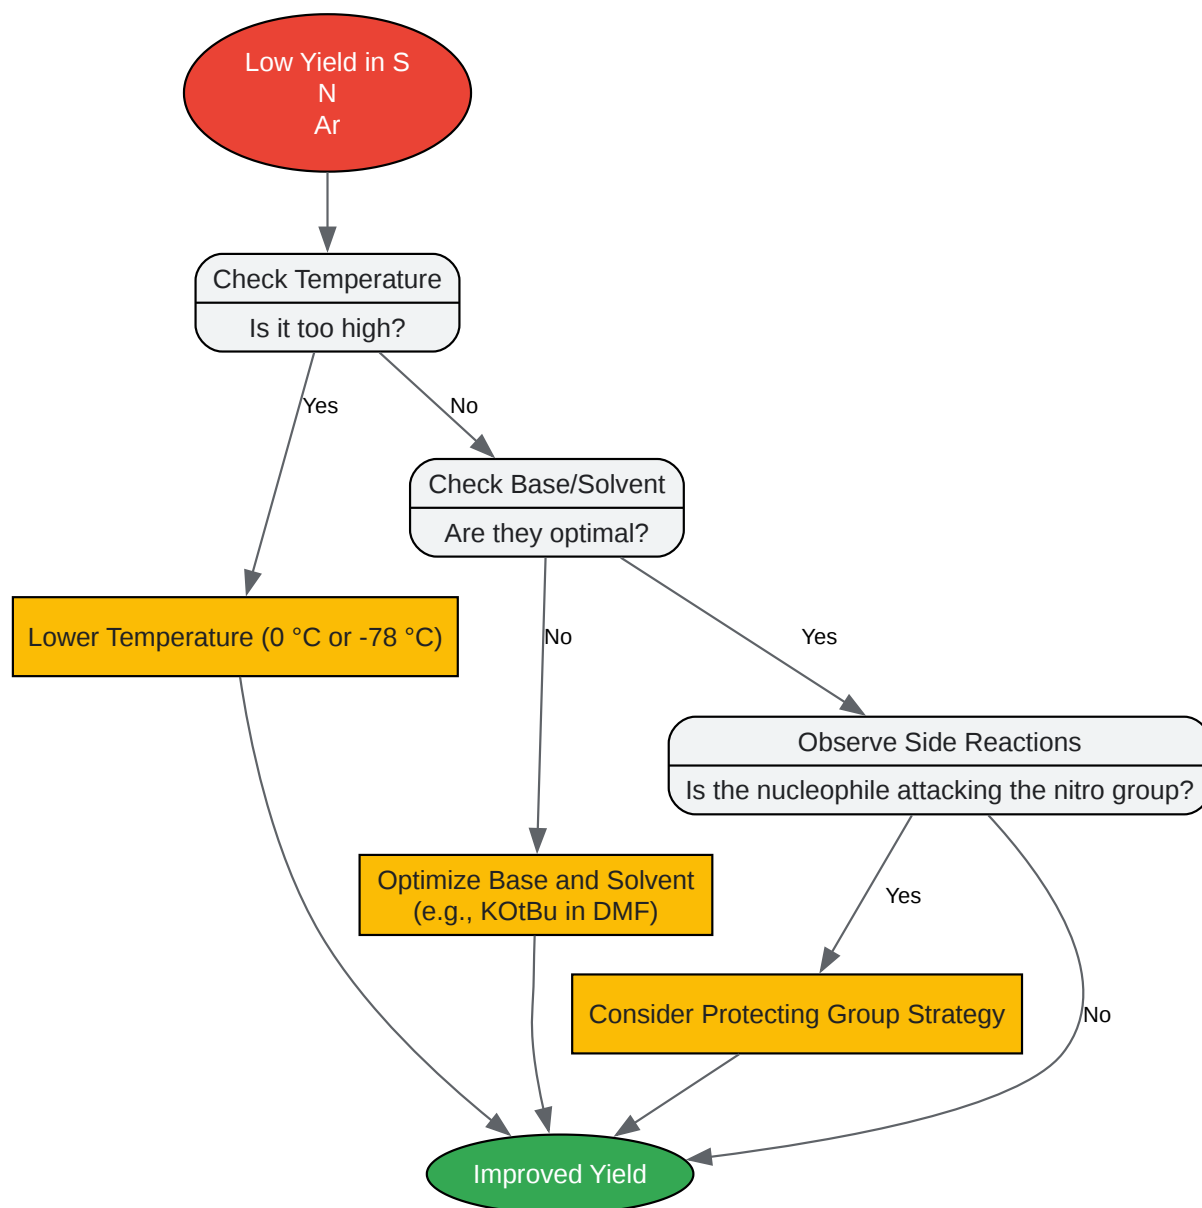 Low Yield in S
N
Ar
Check Temperature
Is it too high?
Yes
No
Check Base/Solvent
Are they optimal?
Lower Temperature (0 °C or -78 °C)
No
Yes
Observe Side Reactions
Is the nucleophile attacking the nitro group?
Optimize Base and Solvent
(e.g., KOtBu in DMF)
Yes
Consider Protecting Group Strategy
No
Improved Yield